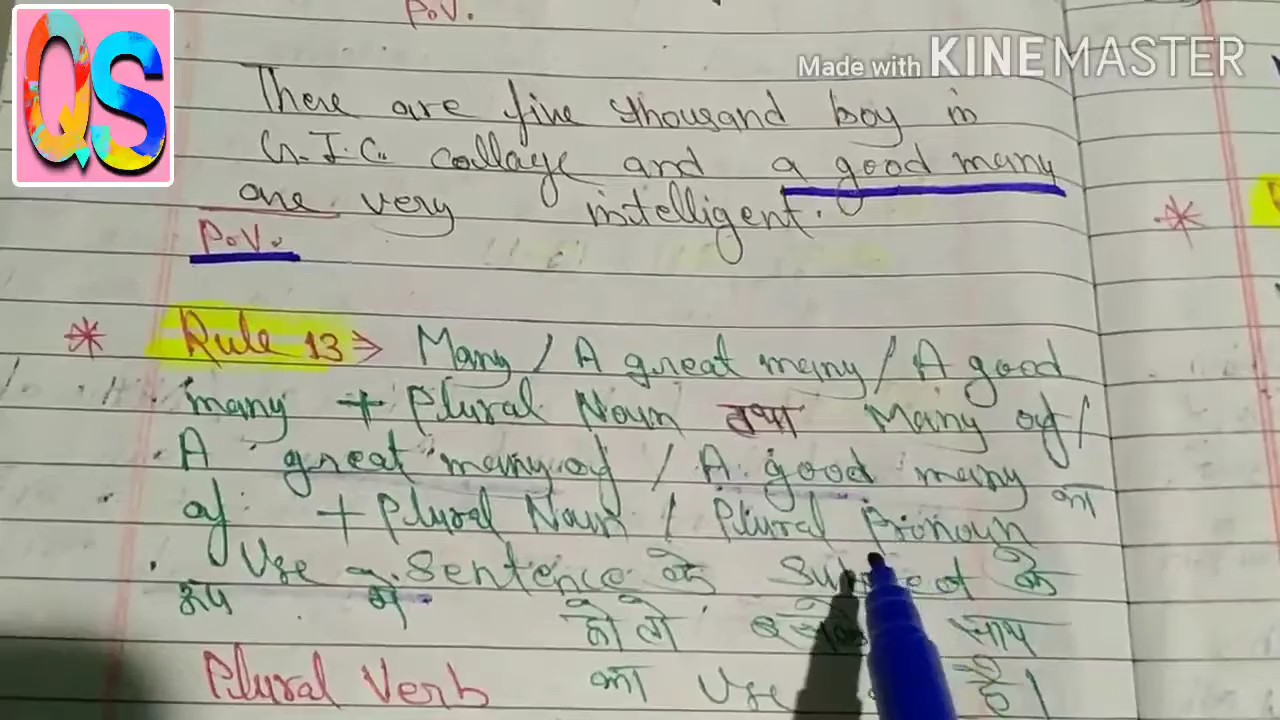 P.V.
QS
Made with KINEMASTER
There are five thousand boy in
G.I.C. collage and a good many
are very intelligent.
P.V.
* Rule 13 ⇒ Many / A great many / A good
many + Plural Noun तथा Many of /
A great many of / A good many
of + Plural Noun / Plural Pronoun का
Use Sentence के Subject के
रूप में हो तो साथ
Plural Verb का Use है।
*